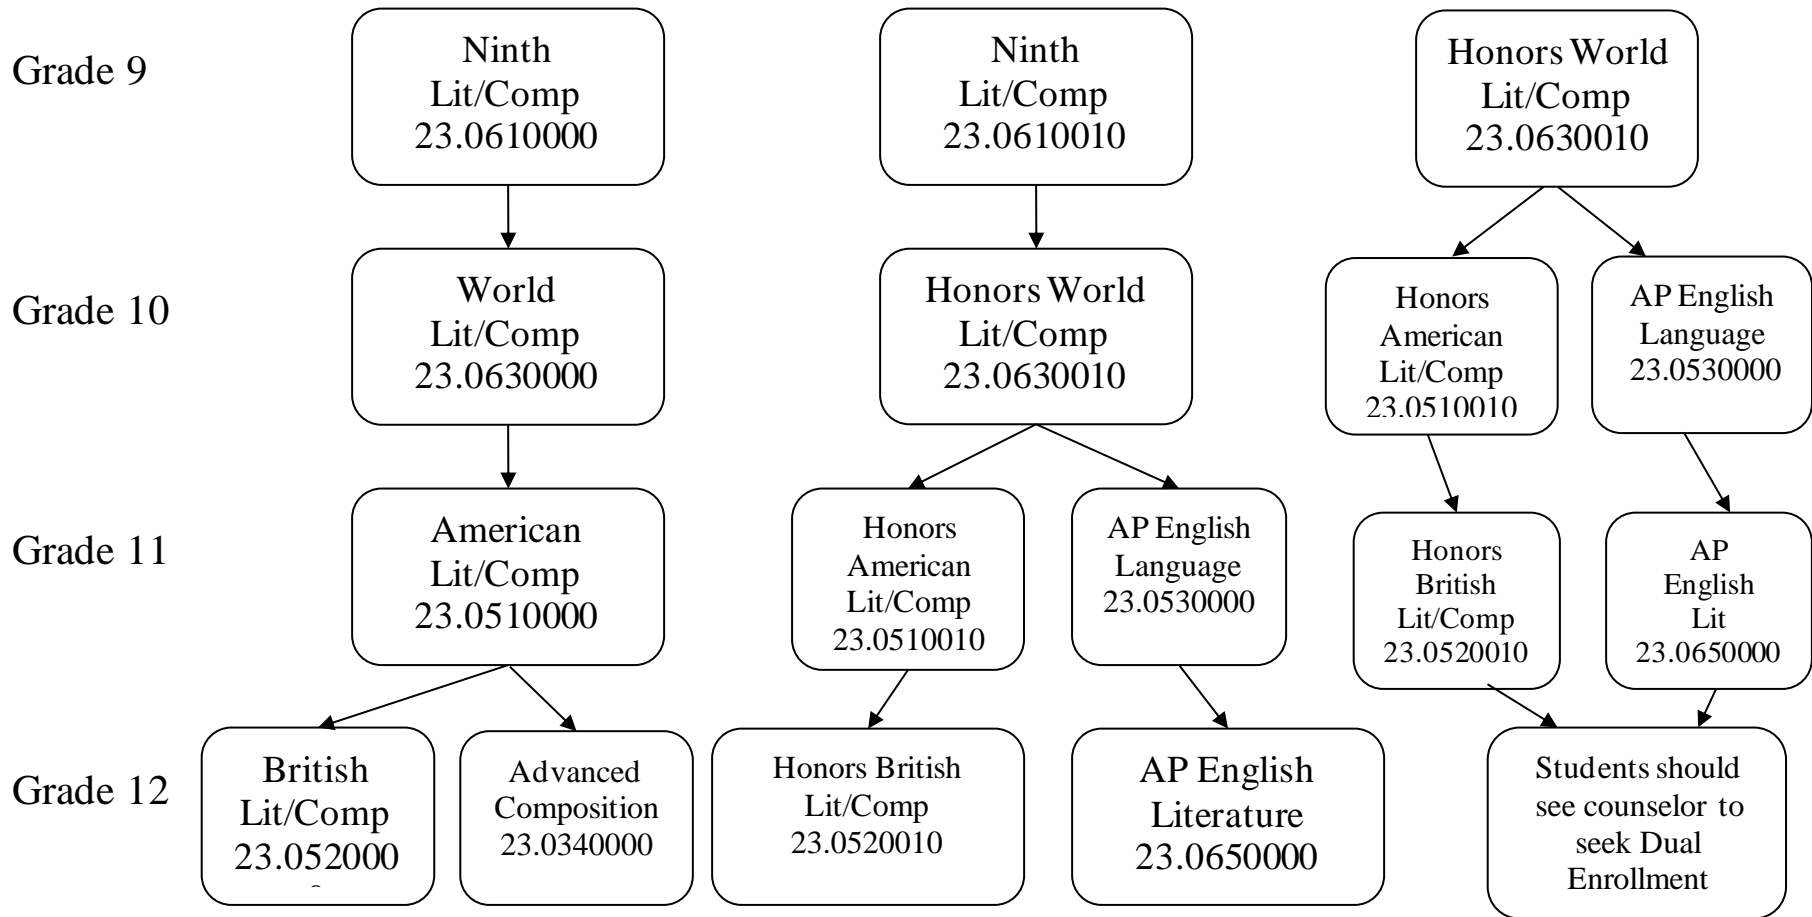 Grade 9
Ninth
Lit/Comp
23.0610000
Ninth
Lit/Comp
23.0610010
Honors World
Lit/Comp
23.0630010
Grade 10
World
Lit/Comp
23.0630000
Honors World
Lit/Comp
23.0630010
Honors
American
Lit/Comp
23.0510010
AP English
Language
23.0530000
Grade 11
American
Lit/Comp
23.0510000
Honors
American
Lit/Comp
23.0510010
AP English
Language
23.0530000
Honors
British
Lit/Comp
23.0520010
AP
English
Lit
23.0650000
Grade 12
British
Lit/Comp
23.052000
Advanced
Composition
23.0340000
Honors British
Lit/Comp
23.0520010
AP English
Literature
23.0650000
Students should
see counselor to
seek Dual
Enrollment